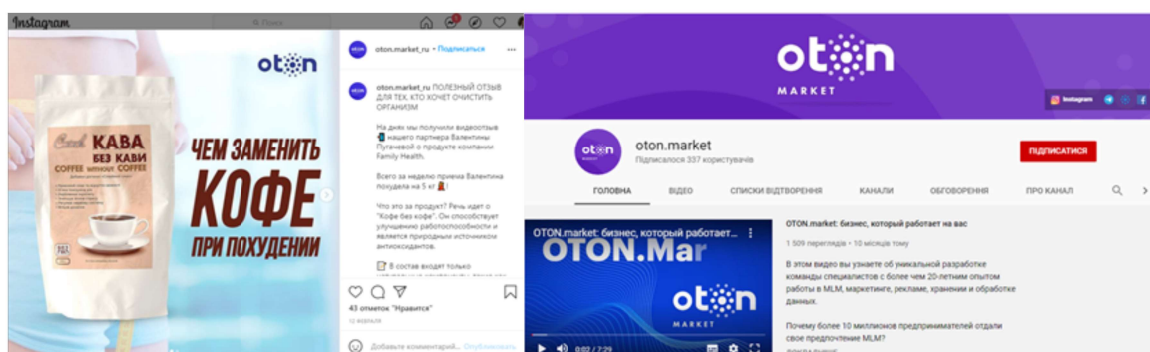 Instagram
Поиск
oton
Cavas
КАВА
БЕЗ КАВИ
COFFEE without COFFEE
ЧЕМ ЗАМЕНИТЬ
КОФЕ
ПРИ ПОХУДЕНИИ
oton.market_ru • Подписаться
oton.market_ru ПОЛЕЗНЫЙ ОТЗЫВ
ДЛЯ ТЕХ, КТО ХОЧЕТ ОЧИСТИТЬ
ОРГАНИЗМ
На днях мы получили видеоотзыв
нашего партнера Валентины
Пугачевой о продукте компании
Family Health.
Всего за неделю приема Валентина
похудела на 5 кг !
Что это за продукт? Речь идет о
"Кофе без кофе". Он способствует
улучшению работоспособности и
является природным источником
антиоксидантов.
В состав входят только
43 отметок "Нравится"
12 ФЕВРАЛЯ
Добавьте комментарий... Опубликовать
oton
MARKET
Instagram
oton
oton.market
Підписалося 337 користувачів
ПІДПИСАТИСЯ
ГОЛОВНА ВІДЕО СПИСКИ ВІДТВОРЕННЯ КАНАЛИ ОБГОВОРЕННЯ ПРО КАНАЛ
OTON.market: бизнес, который работает...
OTON.Mar
oton
MARKET
0:02 / 7:29
OTON.market: бизнес, который работает на вас
1 509 переглядів • 10 місяців тому
В этом видео вы узнаете об уникальной разработке
команды специалистов с более чем 20-летним опытом
работы в MLM, маркетинге, рекламе, хранении и обработке
данных.
Почему более 10 миллионов предпринимателей отдали
свое предпочтение MLM?